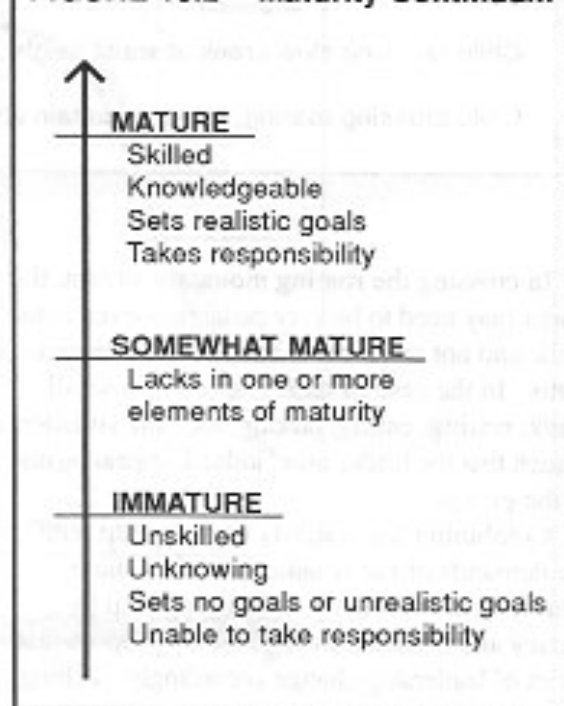 Maturity Continuum
MATURE
Skilled
Knowledgeable
Sets realistic goals
Takes responsibility
SOMEWHAT MATURE
Lacks in one or more
elements of maturity
IMMATURE
Unskilled
Unknowing
Sets no goals or unrealistic goals
Unable to take responsibility